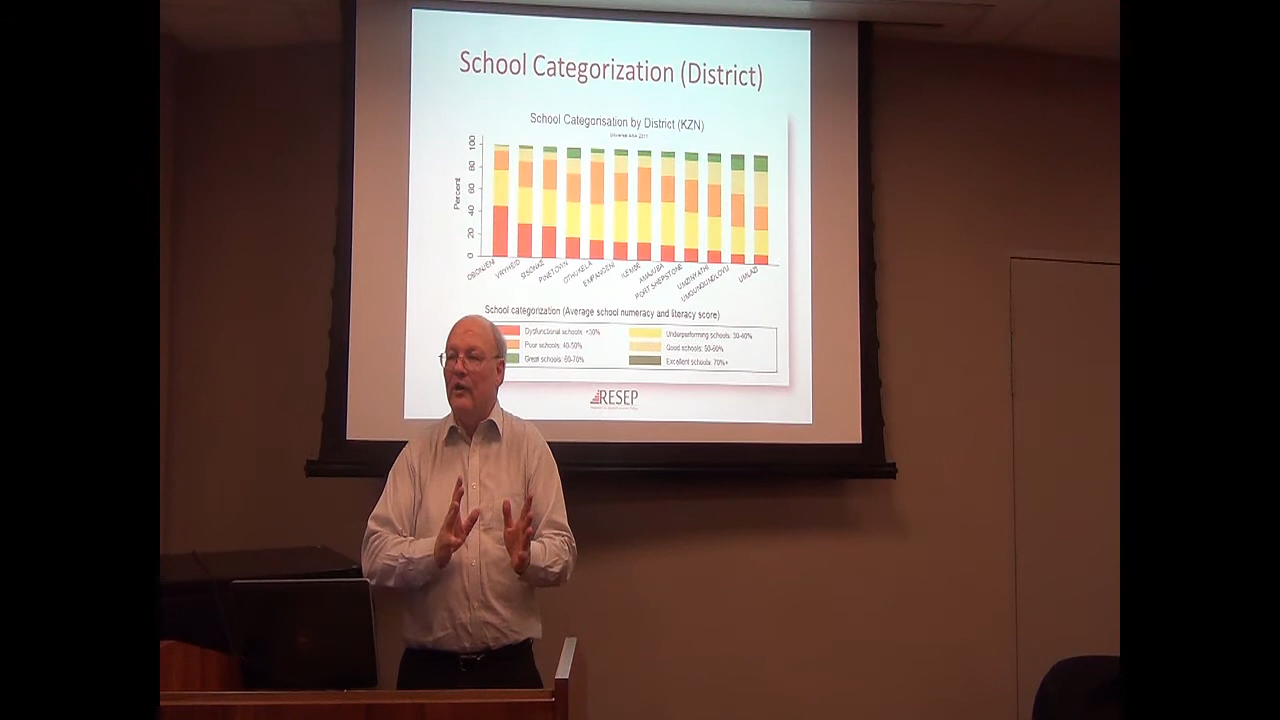 School Categorization (District)
School Categorisation by District (KZN)
Universal ANA 2011
Percent
0 20 40 60 80 100
OBONJENI VRYHEID SISONKE PINETOWN OTHUKELA EMPANGENI ILEMBE AMAJUBA PORT SHEPSTONE UMZINYATHI UMGUNGUNDLOVU UMLAZI
School categorization (Average school numeracy and literacy score)
Dysfunctional schools: <30% Underperforming schools: 30-40%
Poor schools: 40-50% Good schools: 50-60%
Great schools: 60-70% Excellent schools: 70%+
RESEP